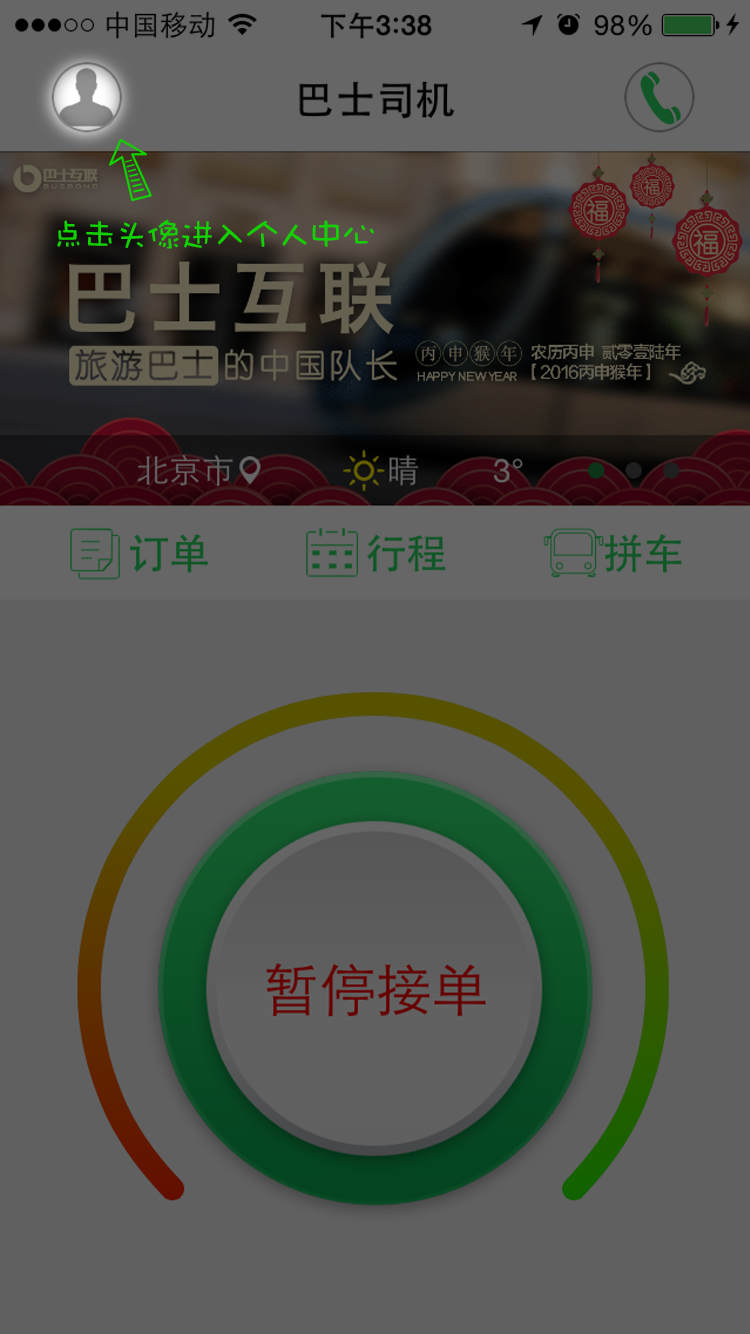 中国移动 下午3:38 98%
巴士司机
巴士互联
BUSBOND
福 福 福
点击头像进入个人中心
巴士互联
旅游巴士的中国队长
丙申猴年 农历丙申 贰零壹陆年
HAPPY NEW YEAR 【2016丙申猴年】
北京市 晴 3°
订单 行程 拼车
暂停接单